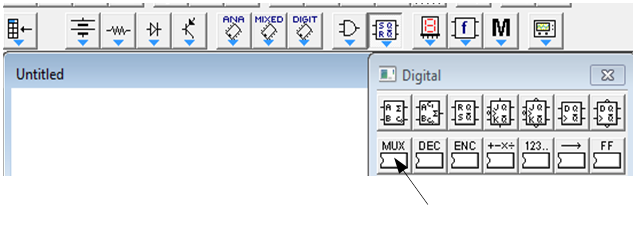 ANA MIXED DIGIT
S Q R Q f M
Untitled
Digital
A Σ B C A Σ B C R Q S Q J Q K Q J Q K Q D Q Q D Q Q
MUX DEC ENC +-×÷ 123.. FF